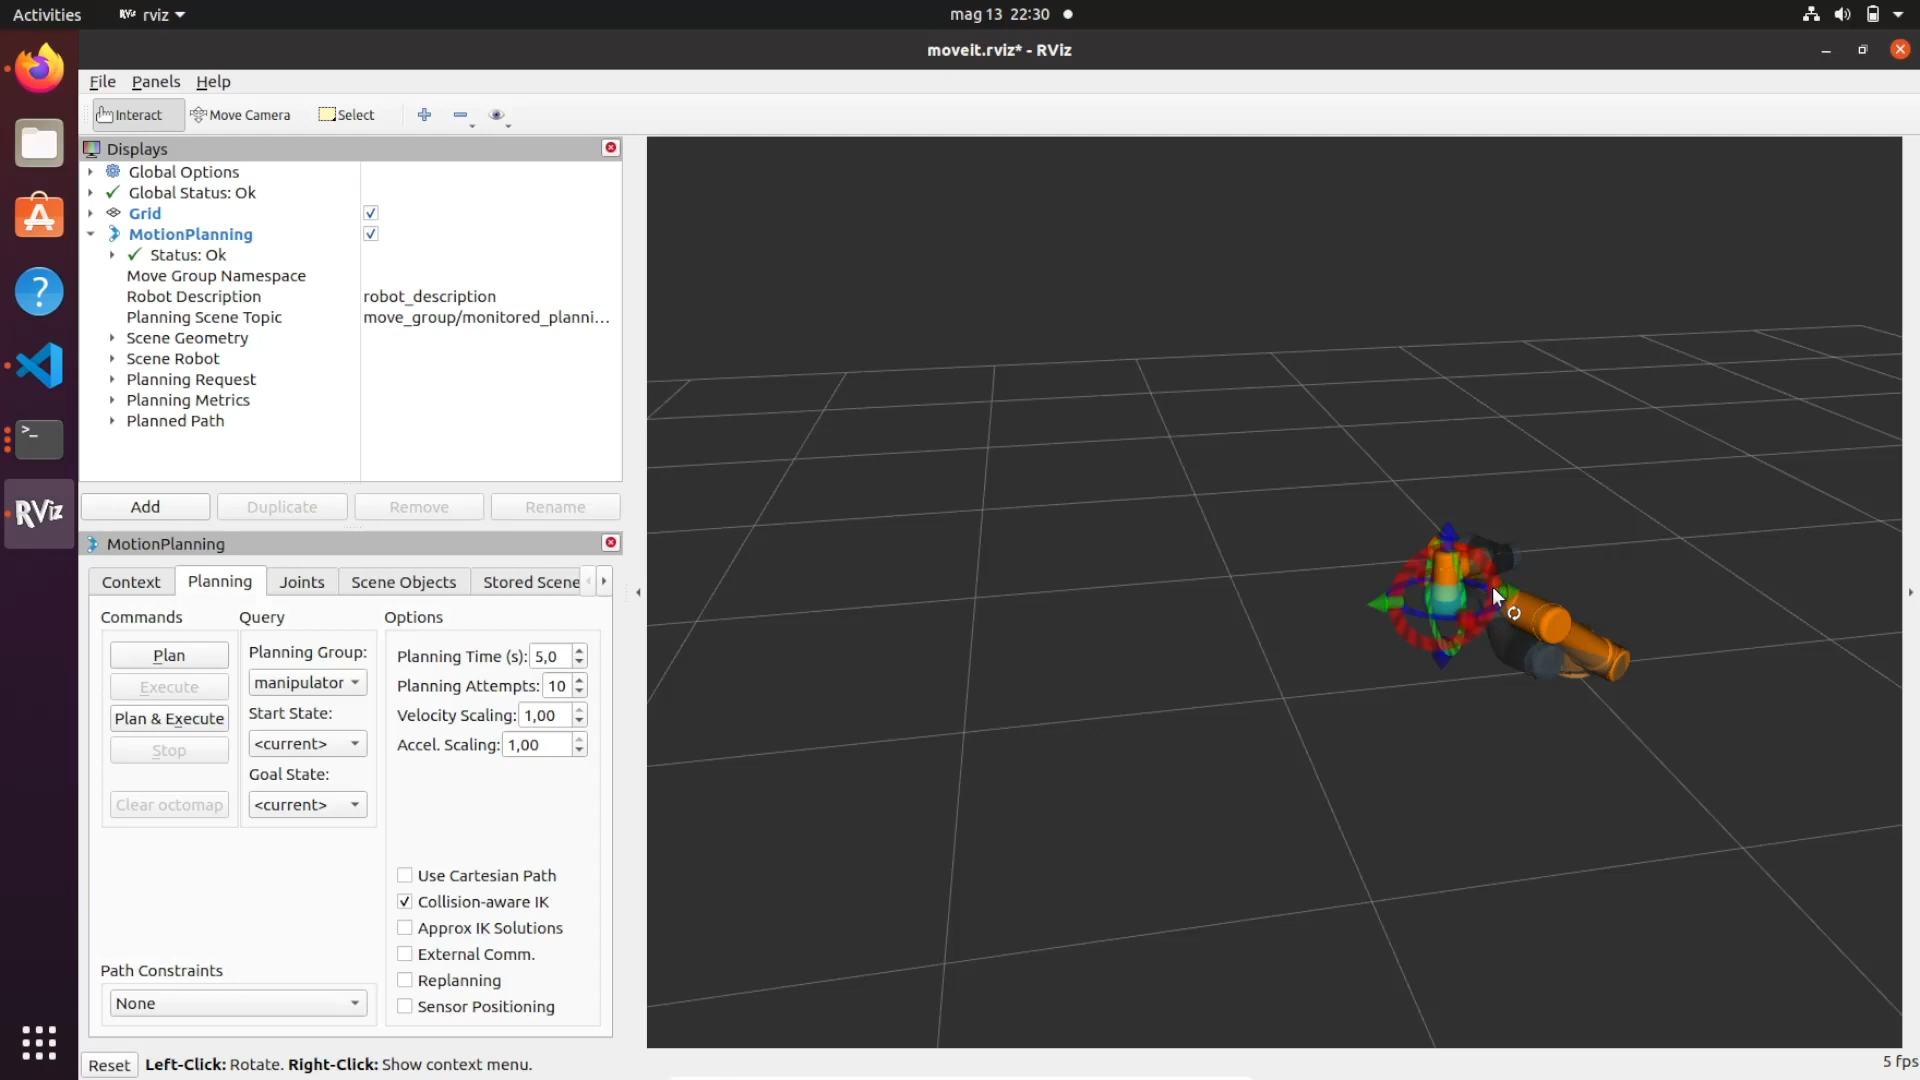 Activities
RViz rviz
mag 13 22:30
moveit.rviz* - RViz
File Panels Help
Interact Move Camera Select
Displays
Global Options
Global Status: Ok
Grid
MotionPlanning
Status: Ok
Move Group Namespace
Robot Description robot_description
Planning Scene Topic move_group/monitored_planni...
Scene Geometry
Scene Robot
Planning Request
Planning Metrics
Planned Path
Add Duplicate Remove Rename
RViz
MotionPlanning
Context Planning Joints Scene Objects Stored Scene
Commands
Plan
Execute
Plan & Execute
Stop
Clear octomap
Query
Planning Group:
manipulator
Start State:
<current>
Goal State:
<current>
Options
Planning Time (s): 5,0
Planning Attempts: 10
Velocity Scaling: 1,00
Accel. Scaling: 1,00
Use Cartesian Path
Collision-aware IK
Approx IK Solutions
External Comm.
Replanning
Sensor Positioning
Path Constraints
None
Reset Left-Click: Rotate. Right-Click: Show context menu.
5 fps